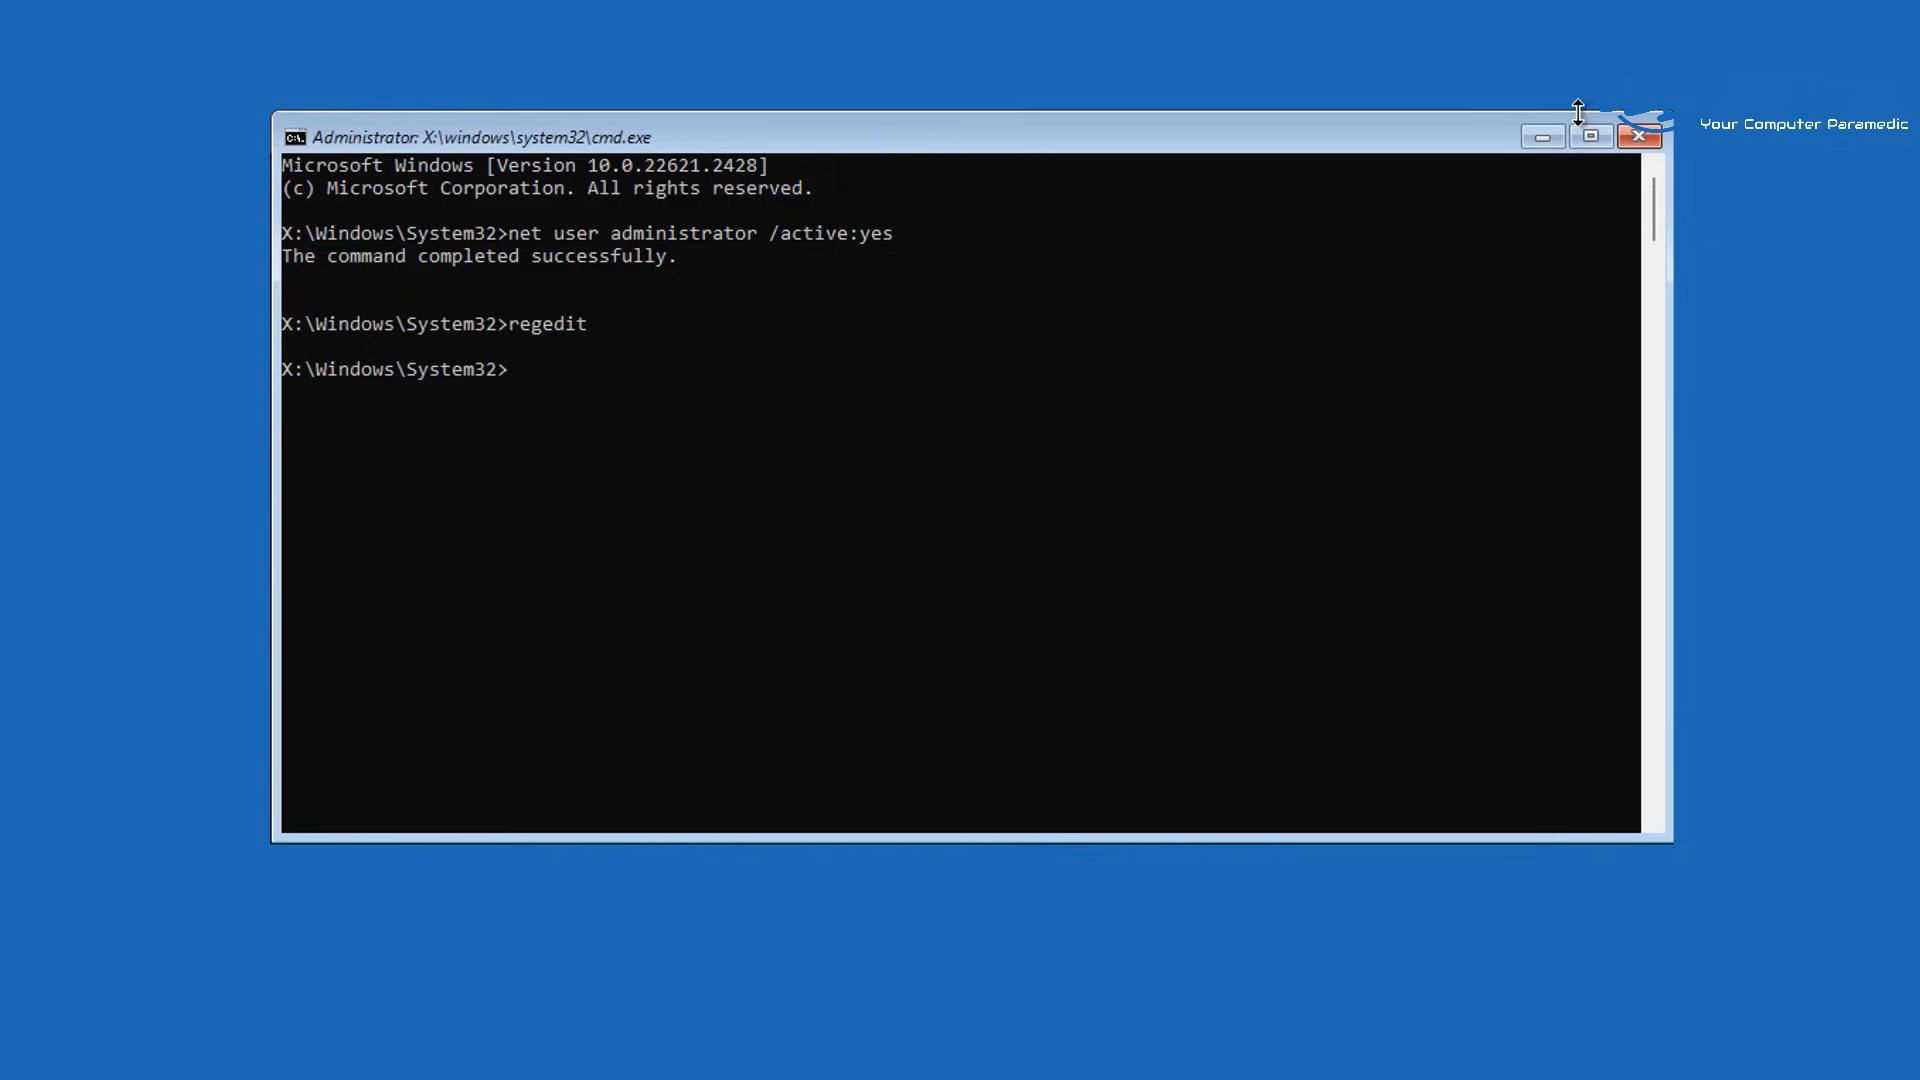 Administrator: X:\windows\system32\cmd.exe
Your Computer Paramedic
Microsoft Windows [Version 10.0.22621.2428]
(c) Microsoft Corporation. All rights reserved.
X:\Windows\System32>net user administrator /active:yes
The command completed successfully.
X:\Windows\System32>regedit
X:\Windows\System32>